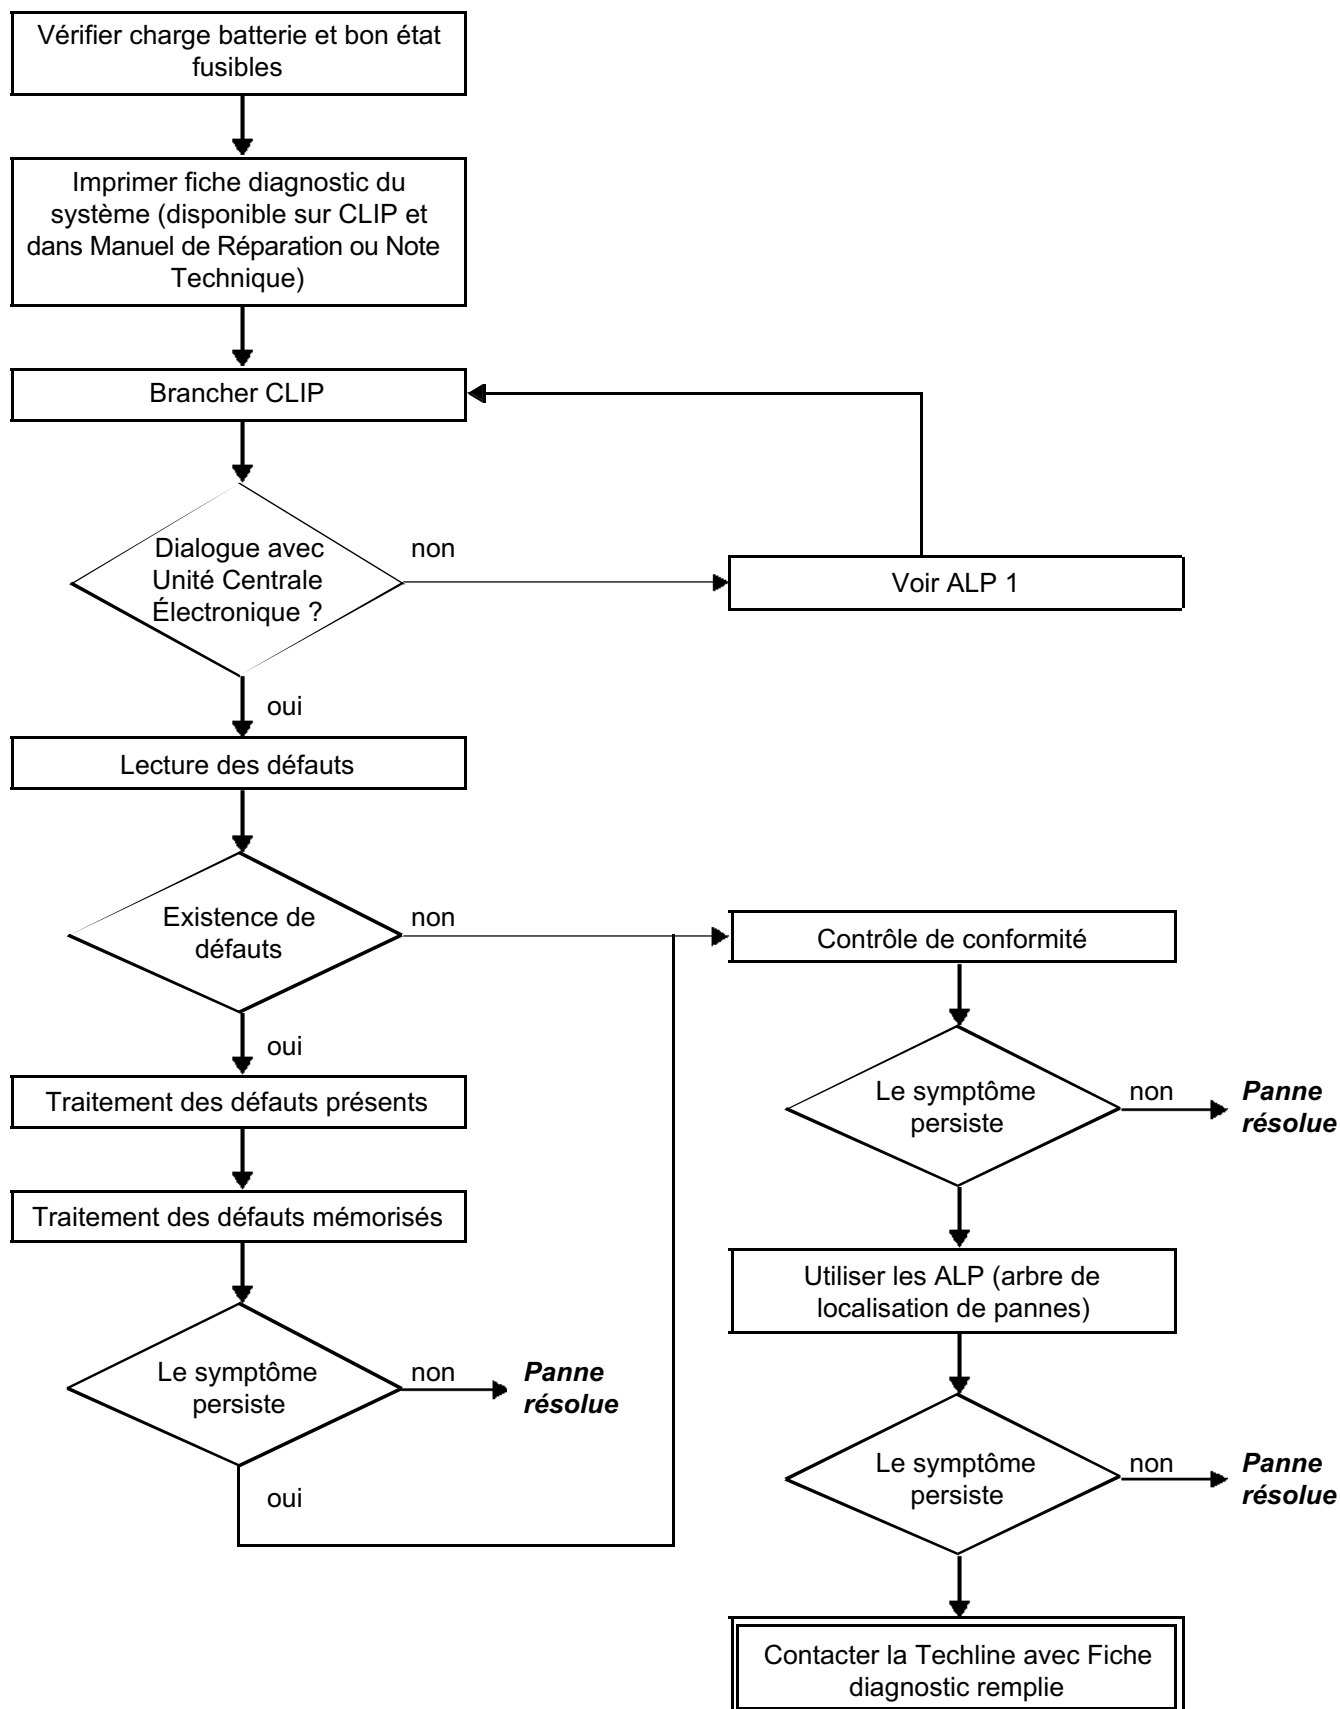 Vérifier charge batterie et bon état
fusibles
Imprimer fiche diagnostic du
système (disponible sur CLIP et
dans Manuel de Réparation ou Note
Technique)
Brancher CLIP
Dialogue avec
Unité Centrale
Électronique ?
non
Voir ALP 1
oui
Lecture des défauts
Existence de
défauts
non
Contrôle de conformité
oui
Traitement des défauts présents
Le symptôme
persiste
non
Panne
résolue
Traitement des défauts mémorisés
Utiliser les ALP (arbre de
localisation de pannes)
Le symptôme
persiste
non
Panne
résolue
oui
Le symptôme
persiste
non
Panne
résolue
Contacter la Techline avec Fiche
diagnostic remplie